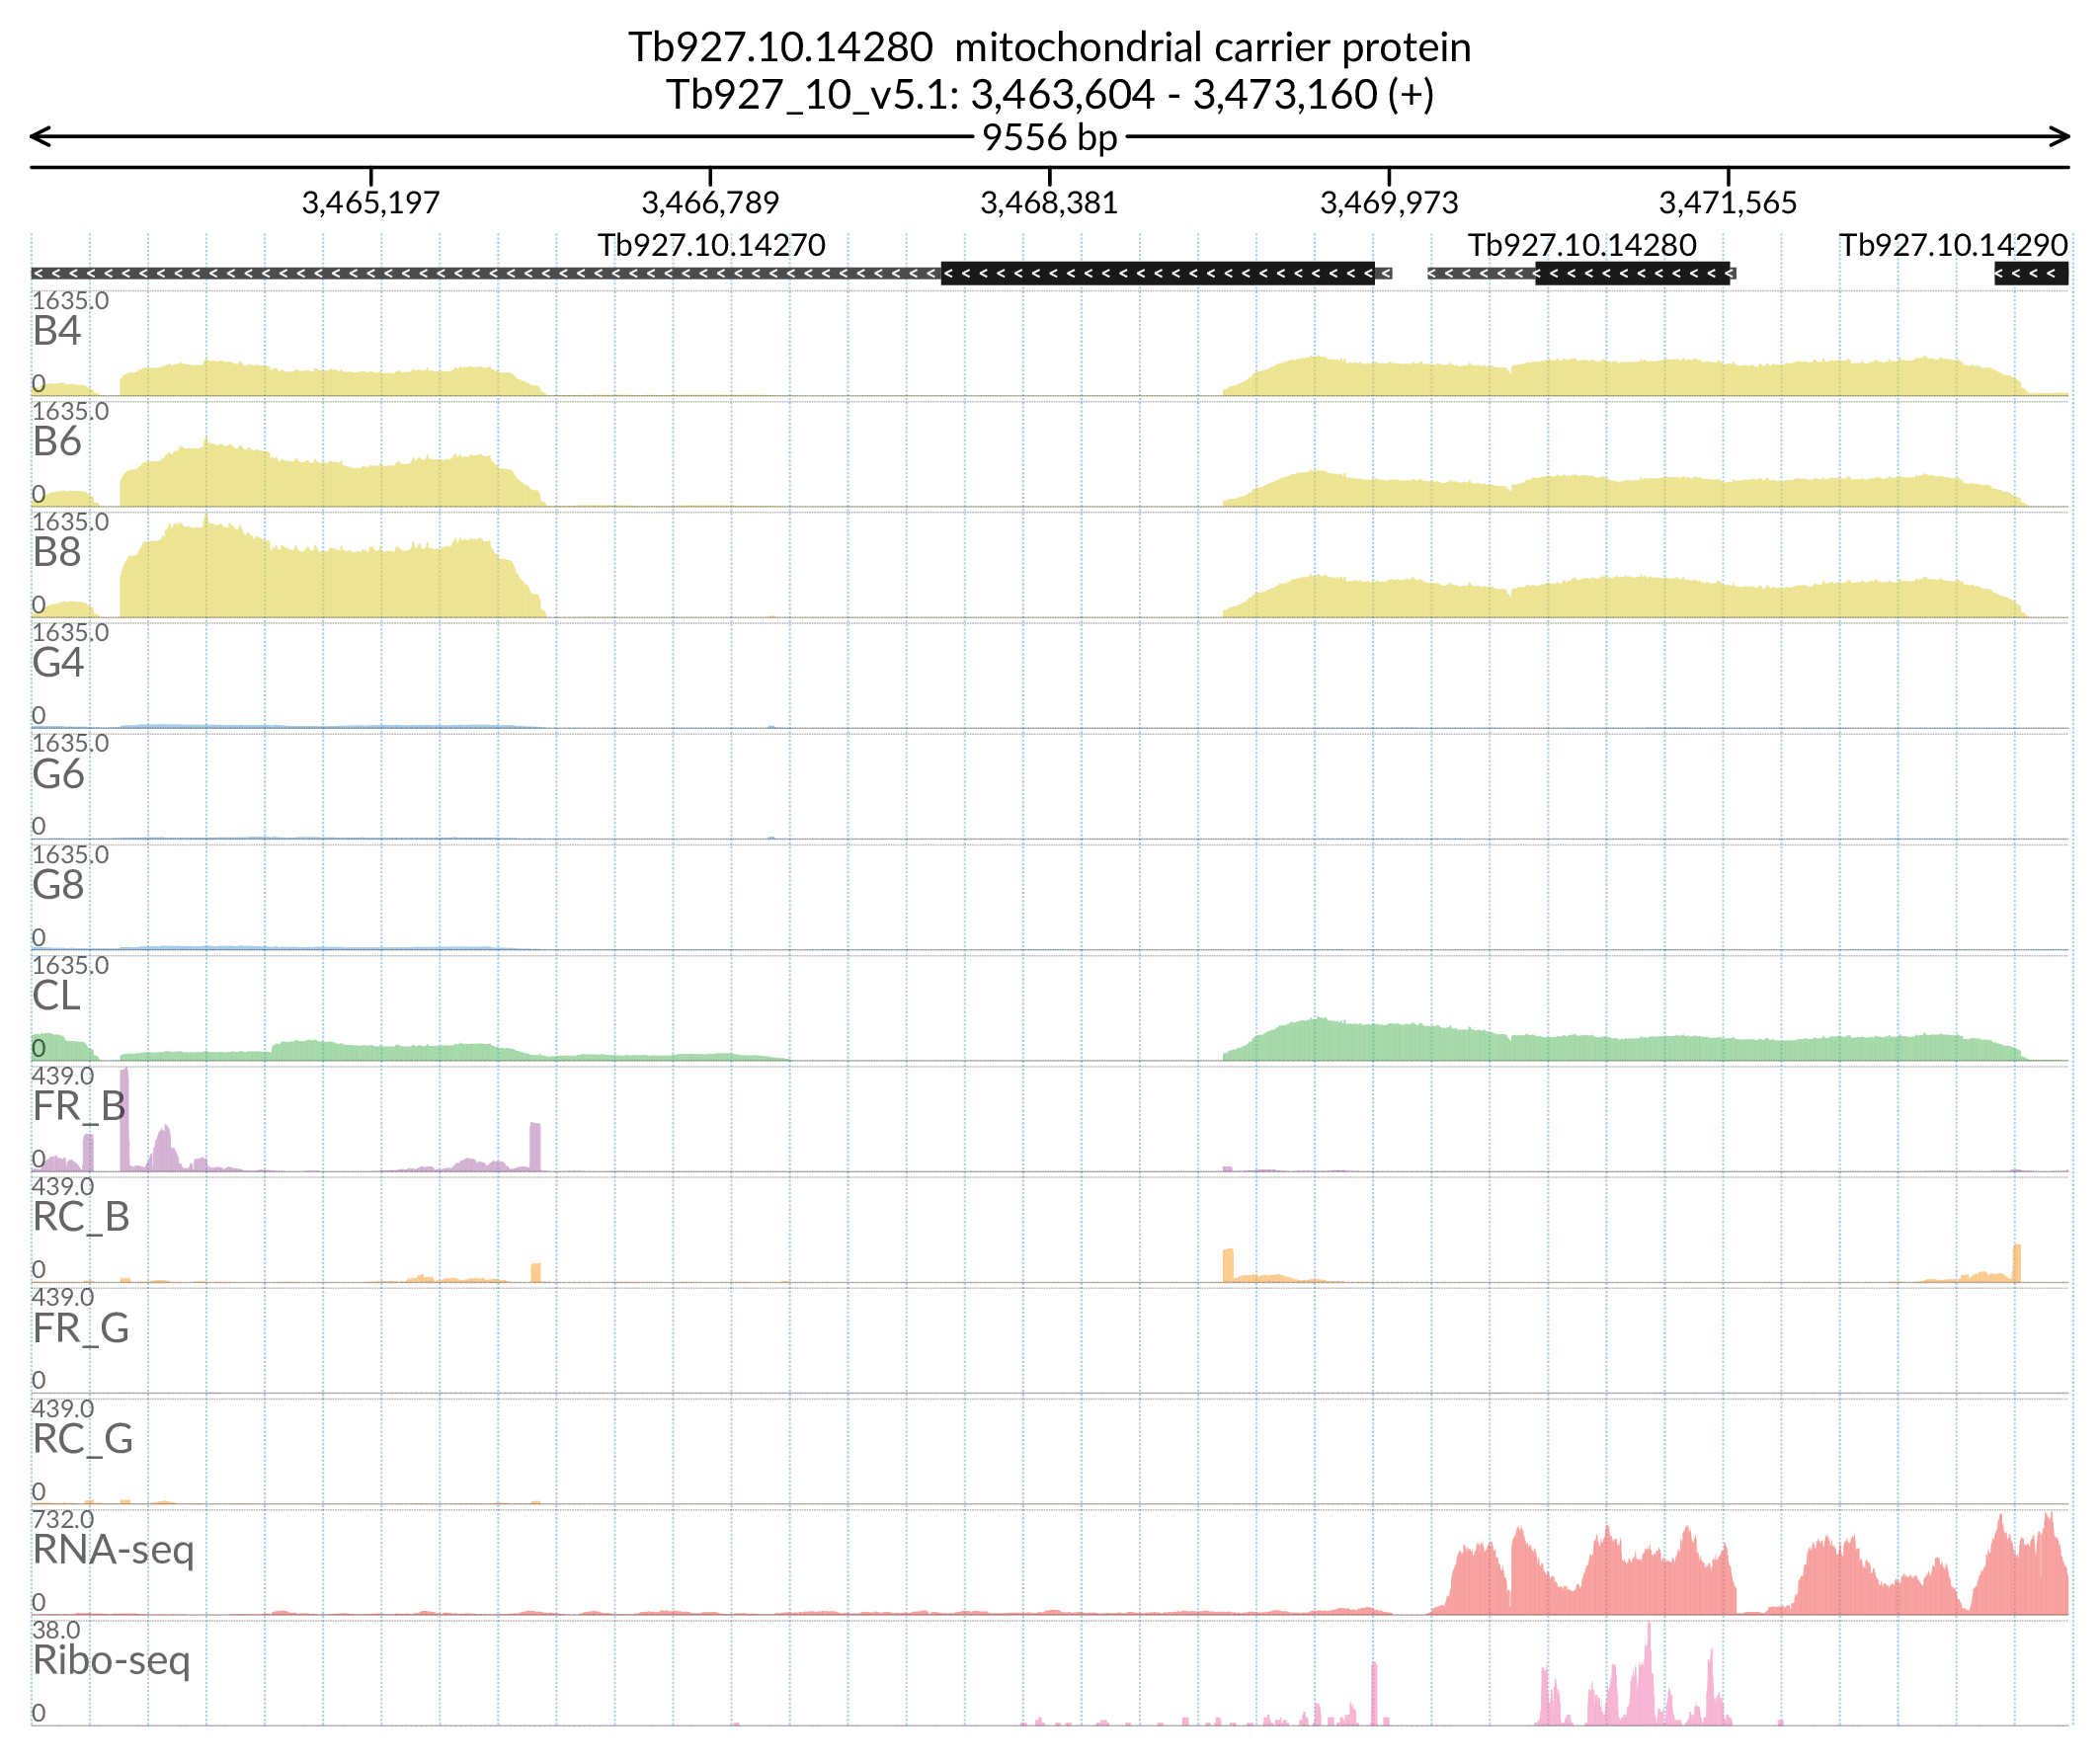 Tb927.10.14280  mitochondrial carrier protein
Tb927_10_v5.1: 3,463,604 - 3,473,160 (+)
9556 bp
3,465,197 3,466,789 3,468,381 3,469,973 3,471,565
Tb927.10.14270 Tb927.10.14280 Tb927.10.14290
1635.0
B4
0
1635.0
B6
0
1635.0
B8
0
1635.0
G4
0
1635.0
G6
0
1635.0
G8
0
1635.0
CL
0
439.0
FR_B
0
439.0
RC_B
0
439.0
FR_G
0
439.0
RC_G
0
732.0
RNA-seq
0
38.0
Ribo-seq
0